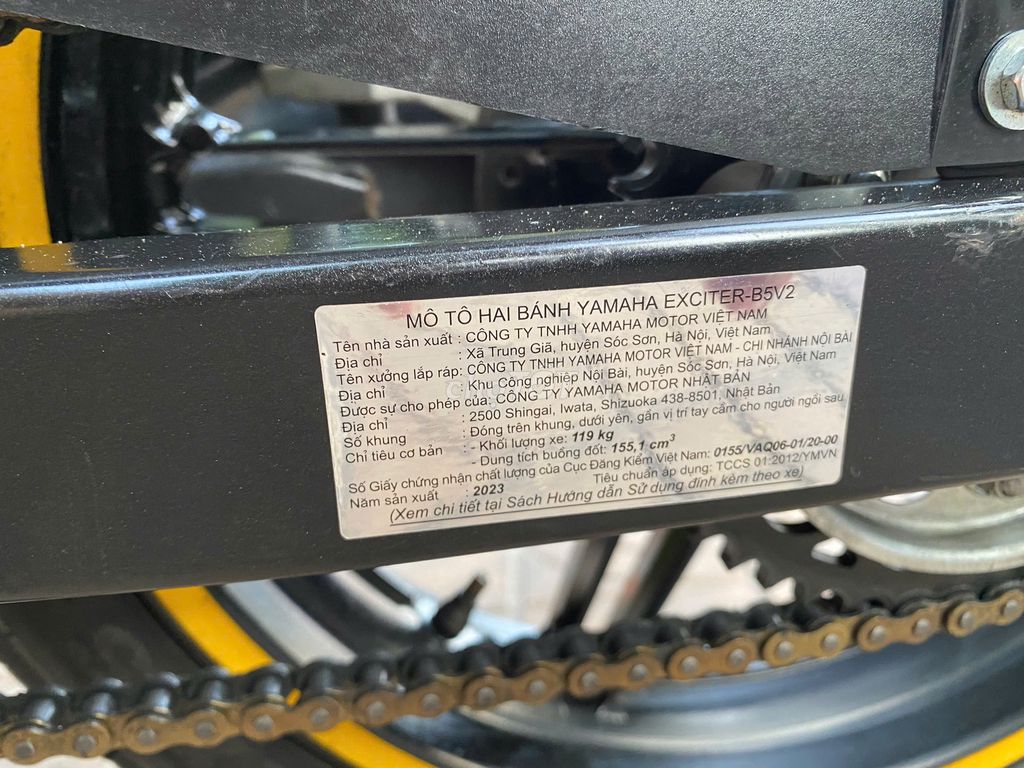 MÔ TÔ HAI BÁNH YAMAHA EXCITER-B5V2
Tên nhà sản xuất : CÔNG TY TNHH YAMAHA MOTOR VIỆT NAM
Địa chỉ : Xã Trung Giã, huyện Sóc Sơn, Hà Nội, Việt Nam
Tên xưởng lắp ráp: CÔNG TY TNHH YAMAHA MOTOR VIỆT NAM - CHI NHÁNH NỘI BÀI
Địa chỉ : Khu Công nghiệp Nội Bài, huyện Sóc Sơn, Hà Nội, Việt Nam
Được sự cho phép của: CÔNG TY YAMAHA MOTOR NHẬT BẢN
Địa chỉ : 2500 Shingai, Iwata, Shizuoka 438-8501, Nhật Bản
Số khung : Đóng trên khung, dưới yên, gần vị trí tay cầm cho người ngồi sau
Chỉ tiêu cơ bản : - Khối lượng xe: 119 kg
- Dung tích buồng đốt: 155,1 cm³
Số Giấy chứng nhận chất lượng của Cục Đăng Kiểm Việt Nam: 0155/VAQ06-01/20-00
Năm sản xuất : 2023 Tiêu chuẩn áp dụng: TCCS 01:2012/YMVN
(Xem chi tiết tại Sách Hướng dẫn Sử dụng đính kèm theo xe)